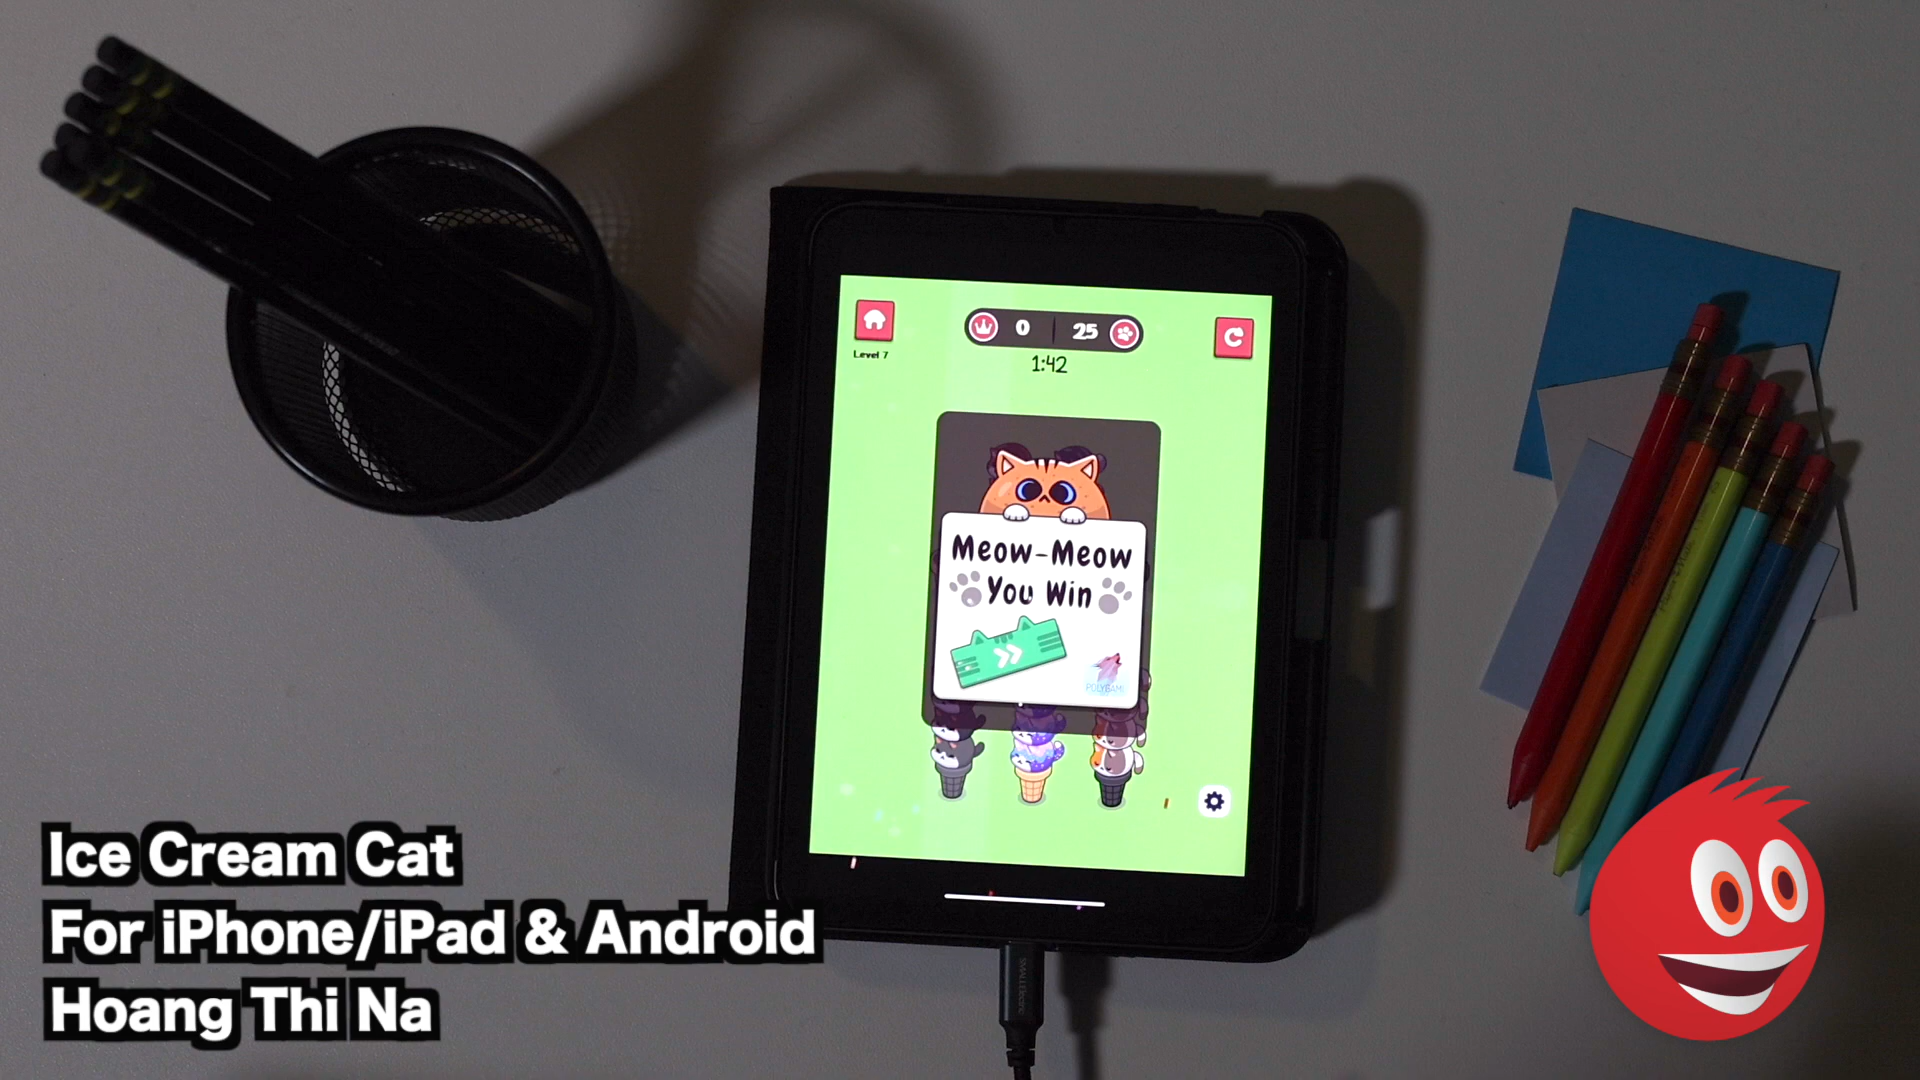 0
25
Level 7
1:42
Meow-Meow
You Win
Ice Cream Cat
For iPhone/iPad & Android
Hoang Thi Na